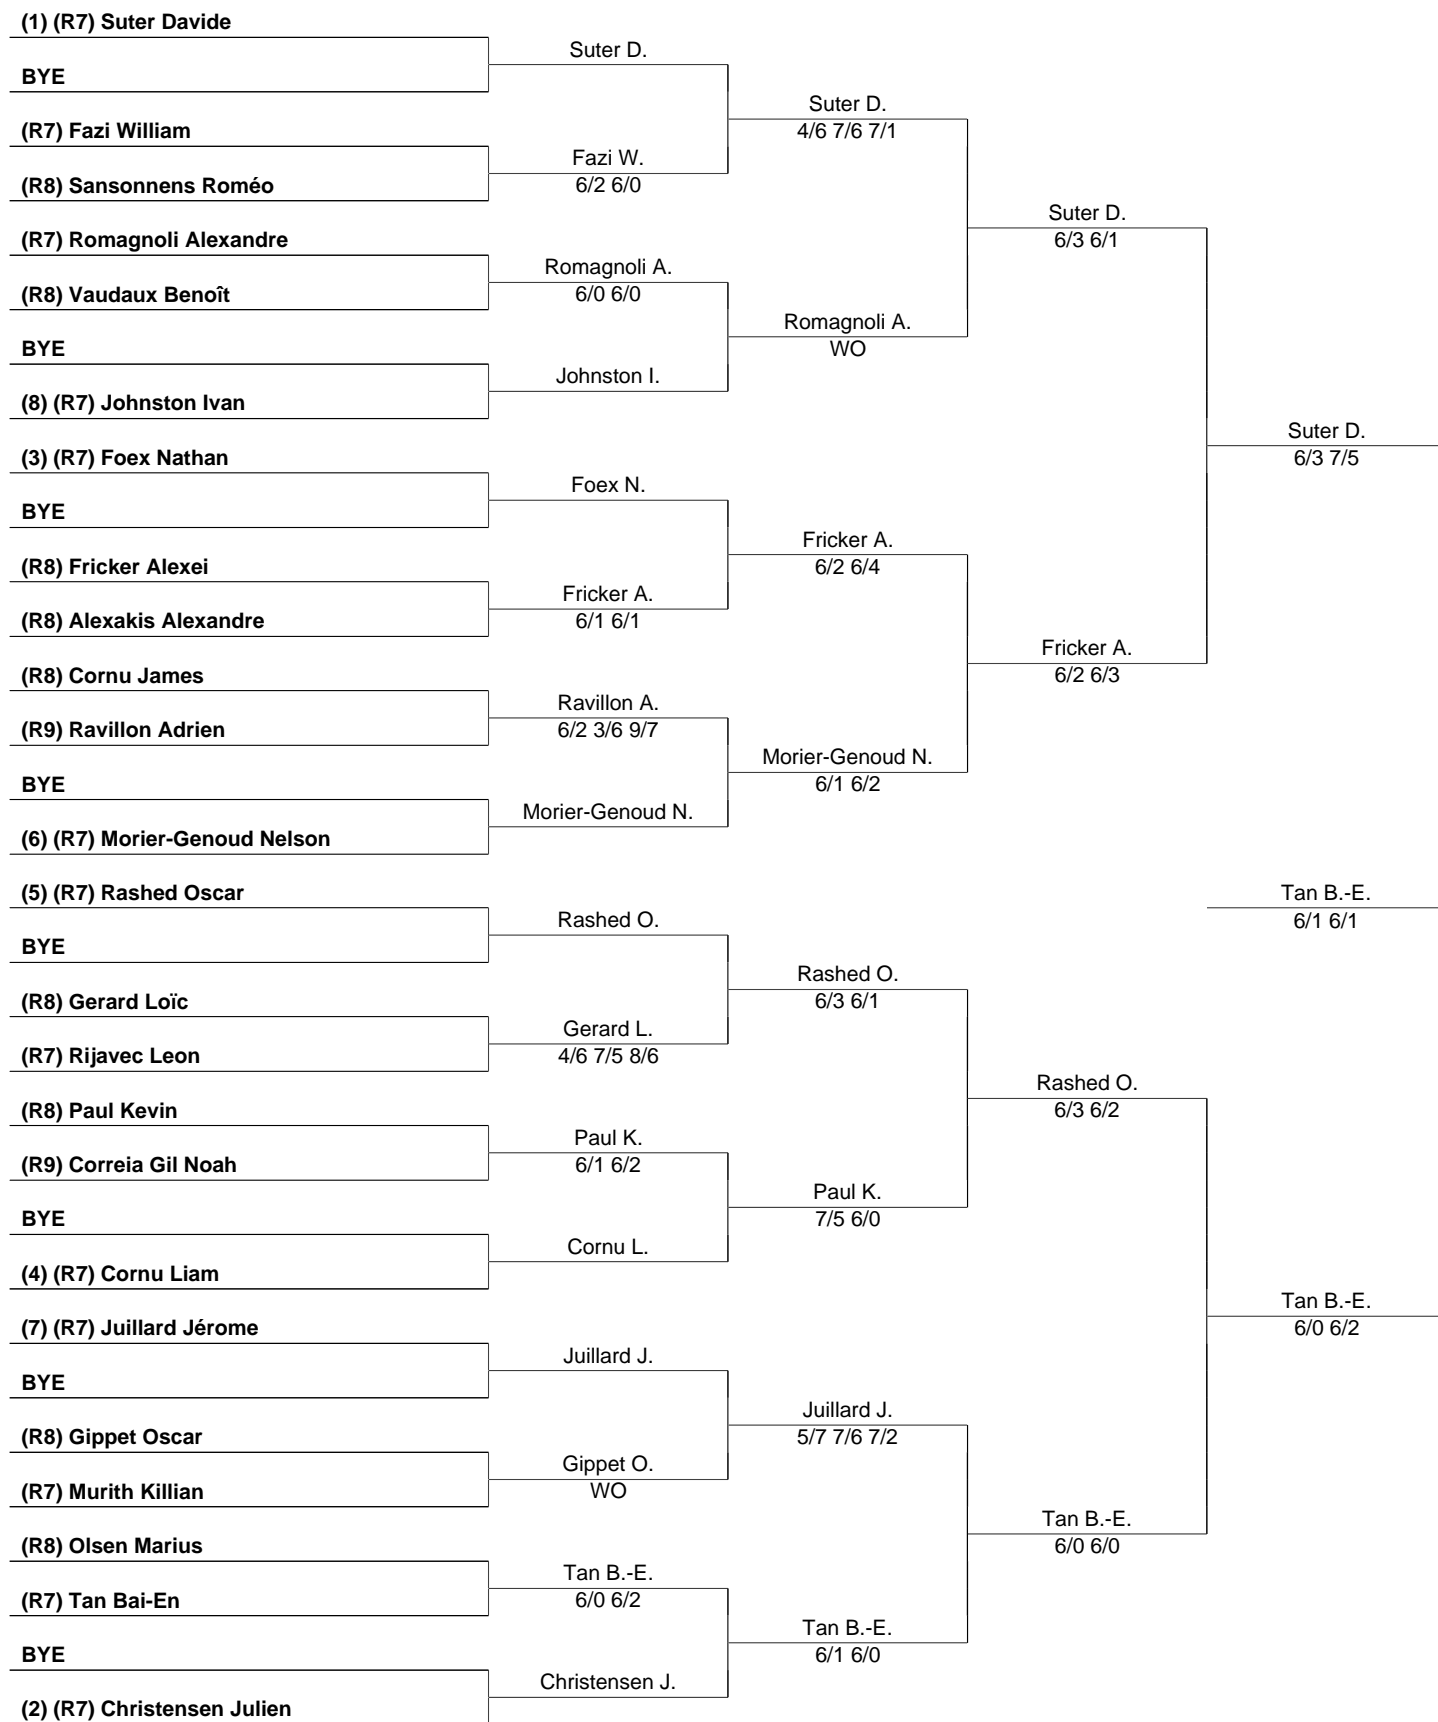 (1) (R7) Suter Davide
BYE
(R7) Fazi William
(R8) Sansonnens Roméo
(R7) Romagnoli Alexandre
(R8) Vaudaux Benoît
BYE
(8) (R7) Johnston Ivan
(3) (R7) Foex Nathan
BYE
(R8) Fricker Alexei
(R8) Alexakis Alexandre
(R8) Cornu James
(R9) Ravillon Adrien
BYE
(6) (R7) Morier-Genoud Nelson
(5) (R7) Rashed Oscar
BYE
(R8) Gerard Loïc
(R7) Rijavec Leon
(R8) Paul Kevin
(R9) Correia Gil Noah
BYE
(4) (R7) Cornu Liam
(7) (R7) Juillard Jérome
BYE
(R8) Gippet Oscar
(R7) Murith Killian
(R8) Olsen Marius
(R7) Tan Bai-En
BYE
(2) (R7) Christensen Julien
Suter D.
Fazi W.
6/2 6/0
Romagnoli A.
6/0 6/0
Johnston I.
Foex N.
Fricker A.
6/1 6/1
Ravillon A.
6/2 3/6 9/7
Morier-Genoud N.
Rashed O.
Gerard L.
4/6 7/5 8/6
Paul K.
6/1 6/2
Cornu L.
Juillard J.
Gippet O.
WO
Tan B.-E.
6/0 6/2
Christensen J.
Suter D.
4/6 7/6 7/1
Romagnoli A.
WO
Fricker A.
6/2 6/4
Morier-Genoud N.
6/1 6/2
Rashed O.
6/3 6/1
Paul K.
7/5 6/0
Juillard J.
5/7 7/6 7/2
Tan B.-E.
6/1 6/0
Suter D.
6/3 6/1
Fricker A.
6/2 6/3
Rashed O.
6/3 6/2
Tan B.-E.
6/0 6/0
Suter D.
6/3 7/5
Tan B.-E.
6/1 6/1
Tan B.-E.
6/0 6/2